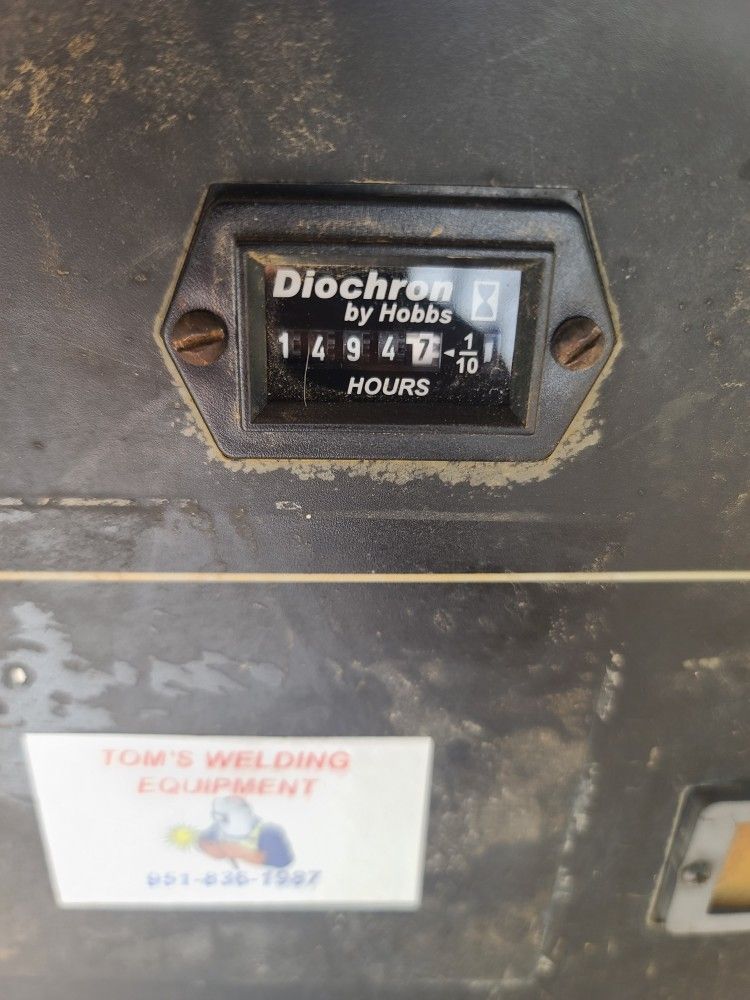 Diochron
by Hobbs
1 4 9 4 7 ◄ 1/10
HOURS
TOM'S WELDING
EQUIPMENT
951-836-1987